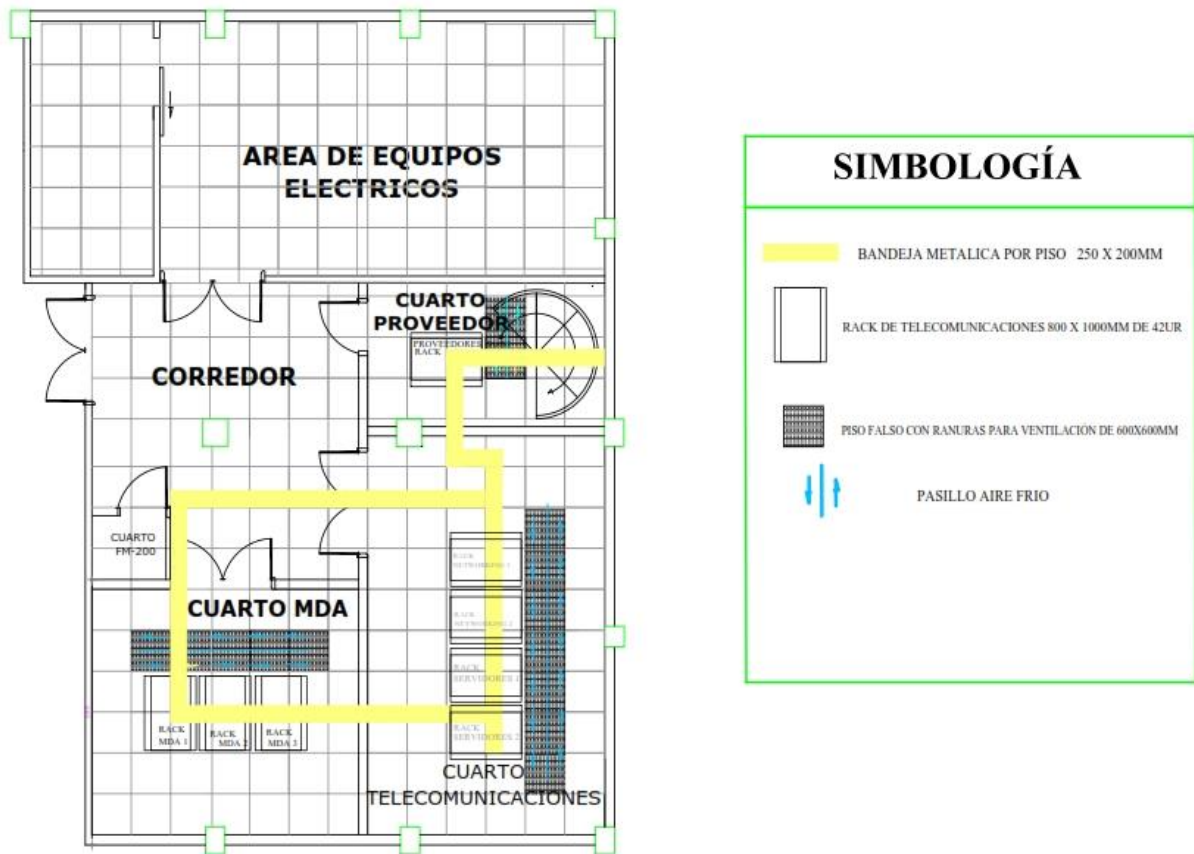 AREA DE EQUIPOS
ELECTRICOS
CUARTO
PROVEEDOR
PROVEEDORES
RACK
CORREDOR
CUARTO
FM-200
CUARTO MDA
RACK
MDA 1
RACK
MDA 2
RACK
MDA 3
RACK
NETWORKING 1
RACK
NETWORKING 2
RACK
SERVIDORES 1
RACK
SERVIDORES 2
CUARTO
TELECOMUNICACIONES
SIMBOLOGÍA
BANDEJA METALICA POR PISO 250 X 200MM
RACK DE TELECOMUNICACIONES 800 X 1000MM DE 42UR
PISO FALSO CON RANURAS PARA VENTILACIÓN DE 600X600MM
PASILLO AIRE FRIO